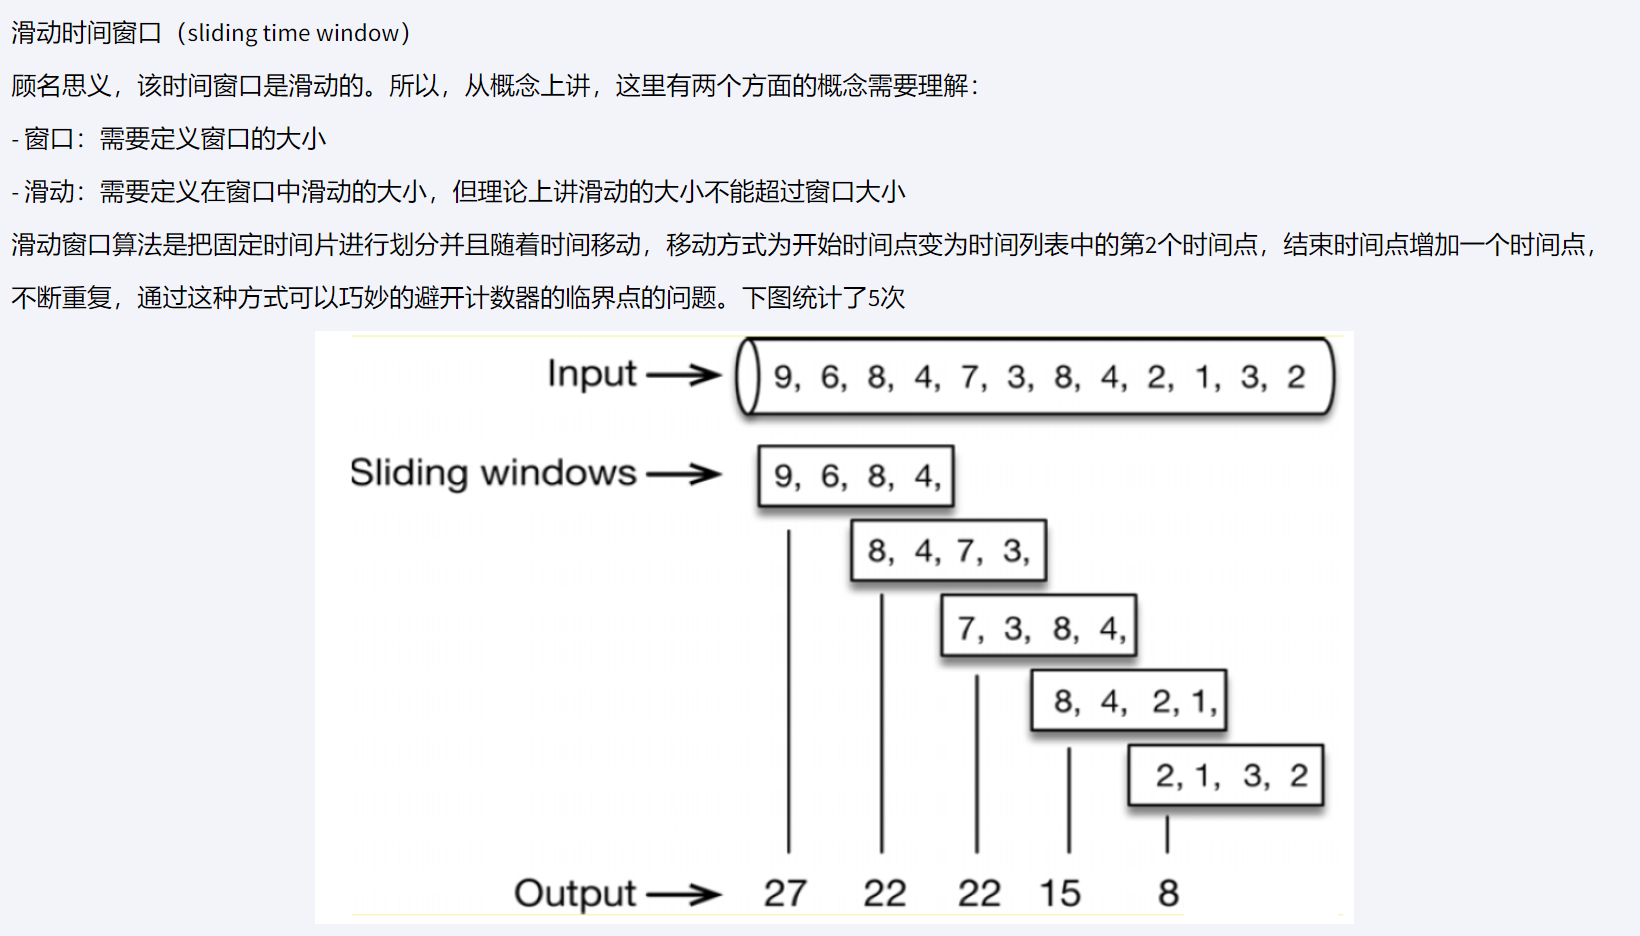 滑动时间窗口（sliding time window）
顾名思义，该时间窗口是滑动的。所以，从概念上讲，这里有两个方面的概念需要理解：
- 窗口：需要定义窗口的大小
- 滑动：需要定义在窗口中滑动的大小，但理论上讲滑动的大小不能超过窗口大小
滑动窗口算法是把固定时间片进行划分并且随着时间移动，移动方式为开始时间点变为时间列表中的第2个时间点，结束时间点增加一个时间点，
不断重复，通过这种方式可以巧妙的避开计数器的临界点的问题。下图统计了5次
Input 9, 6, 8, 4, 7, 3, 8, 4, 2, 1, 3, 2
Sliding windows 9, 6, 8, 4,
8, 4, 7, 3,
7, 3, 8, 4,
8, 4, 2, 1,
2, 1, 3, 2
Output 27 22 22 15 8